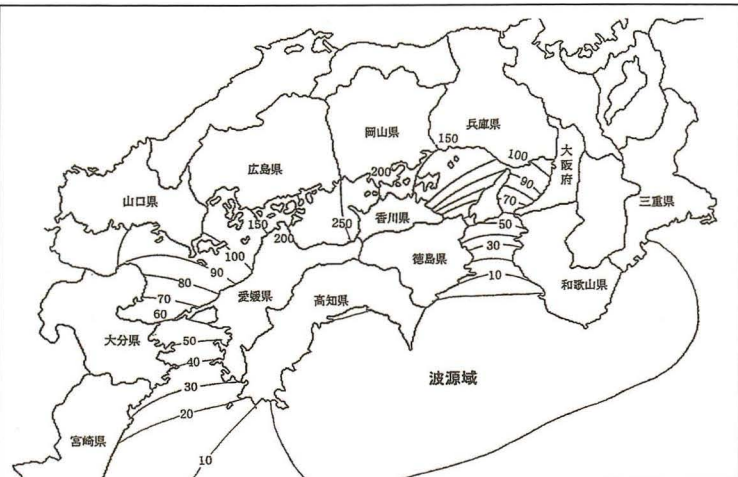 兵庫県
岡山県
150
広島県
200
100
大阪府
90
山口県
70
三重県
150
250
香川県
200
50
100
徳島県
30
90
80
10
和歌山県
70
愛媛県
高知県
60
大分県
50
波源域
40
30
20
宮崎県
10